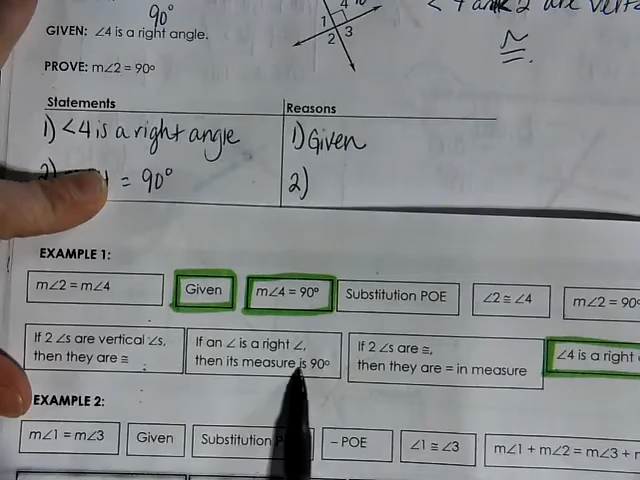 90°
GIVEN: ∠4 is a right angle.
4
1
3
2
≅
PROVE: m∠2 = 90°
Statements
Reasons
1) <4 is a right angle
1) Given
2)
= 90°
2)
EXAMPLE 1:
m∠2 = m∠4
Given
m∠4 = 90°
Substitution POE
∠2 ≅ ∠4
m∠2 = 90°
If 2 ∠s are vertical ∠s,
then they are ≅
If an ∠ is a right ∠,
then its measure is 90°
If 2 ∠s are ≅,
then they are = in measure
∠4 is a right
EXAMPLE 2:
m∠1 = m∠3
Given
Substitution
– POE
∠1 ≅ ∠3
m∠1 + m∠2 = m∠3 +